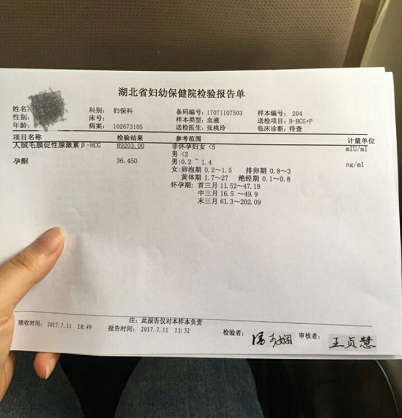 湖北省妇幼保健院检验报告单
姓名: 科别: 妇保科 条码编号: 17071107503 样本编号: 204
性别: 床号: 样本类型: 血液 送检项目: B-HCG+P
年龄: 病案: 102673105 送检医生: 张桃玲 临床诊断: 待查
项目名称 检验结果 参考范围 计量单位
人绒毛膜促性腺激素β-HCG 89203.00 非怀孕妇女 <5 mIU/ml
男 <2
孕酮 36.450 男:0.2 ~ 1.4 ng/ml
女:卵泡期 0.2~1.5 排卵期 0.8~3
黄体期 1.7~27 绝经期 0.1~0.8
怀孕期: 首三月 11.52~47.19
中三月 16.5 ~49.9
末三月 61.3~202.09
注: 此报告仅对本样本负责
接收时间: 2017.7.11 10:49 报告时间: 2017.7.11 11:32 检验者: 审核者: 王贞慧